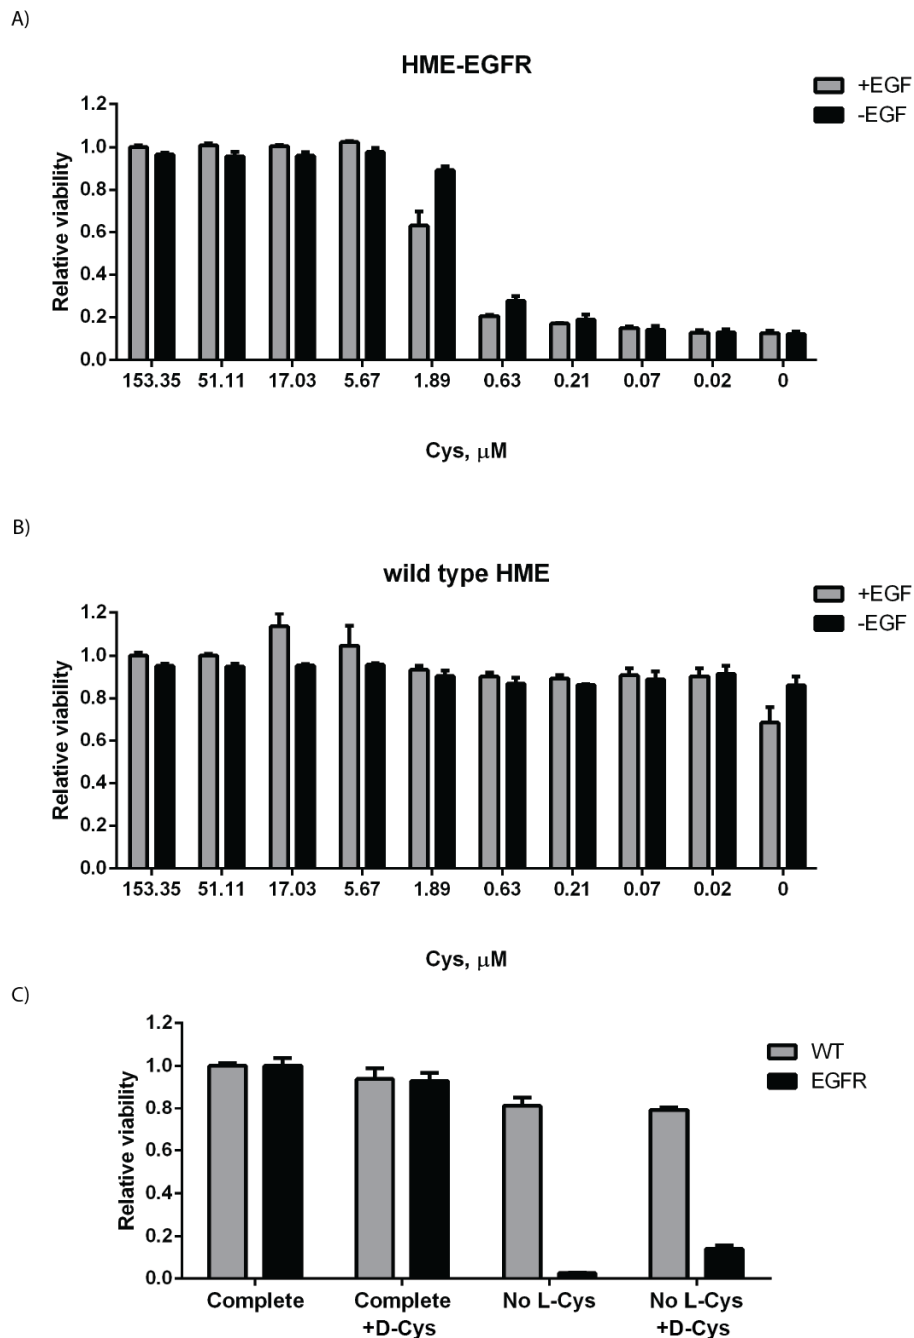 A)
HME-EGFR
+EGF
-EGF
Relative viability
1.2
1.0
0.8
0.6
0.4
0.2
0.0
153.35 51.11 17.03 5.67 1.89 0.63 0.21 0.07 0.02 0
Cys, μM
B)
wild type HME
+EGF
-EGF
Relative viability
1.2
1.0
0.8
0.6
0.4
0.2
0.0
153.35 51.11 17.03 5.67 1.89 0.63 0.21 0.07 0.02 0
Cys, μM
C)
WT
EGFR
Relative viability
1.2
1.0
0.8
0.6
0.4
0.2
0.0
Complete Complete No L-Cys No L-Cys
+D-Cys +D-Cys